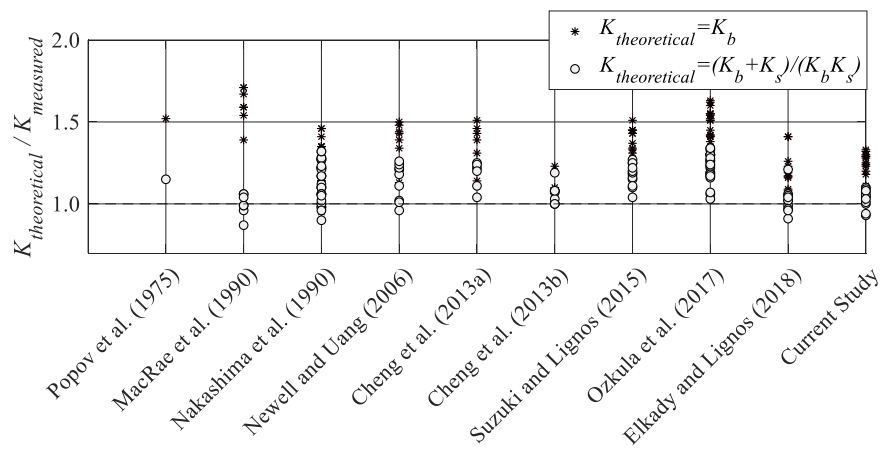 K_theoretical=K_b
K_theoretical=(K_b+K_s)/(K_bK_s)
K_theoretical / K_measured
2.0
1.5
1.0
Popov et al. (1975)
MacRae et al. (1990)
Nakashima et al. (1990)
Newell and Uang (2006)
Cheng et al. (2013a)
Cheng et al. (2013b)
Suzuki and Lignos (2015)
Ozkula et al. (2017)
Elkady and Lignos (2018)
Current Study